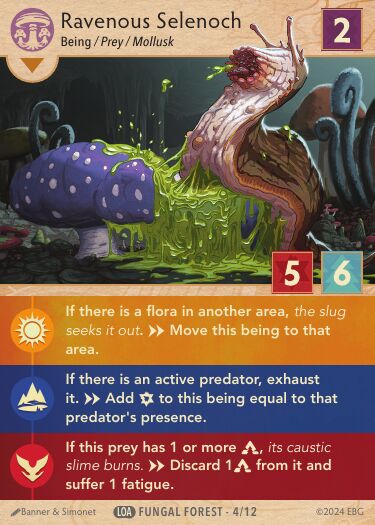 Ravenous Selenoch
2
Being / Prey / Mollusk
5
6
If there is a flora in another area, the slug
seeks it out. Move this being to that
area.
If there is an active predator, exhaust
it. Add to this being equal to that
predator's presence.
If this prey has 1 or more , its caustic
slime burns. Discard 1 from it and
suffer 1 fatigue.
Banner & Simonet
LOA FUNGAL FOREST - 4/12
©2024 EBG